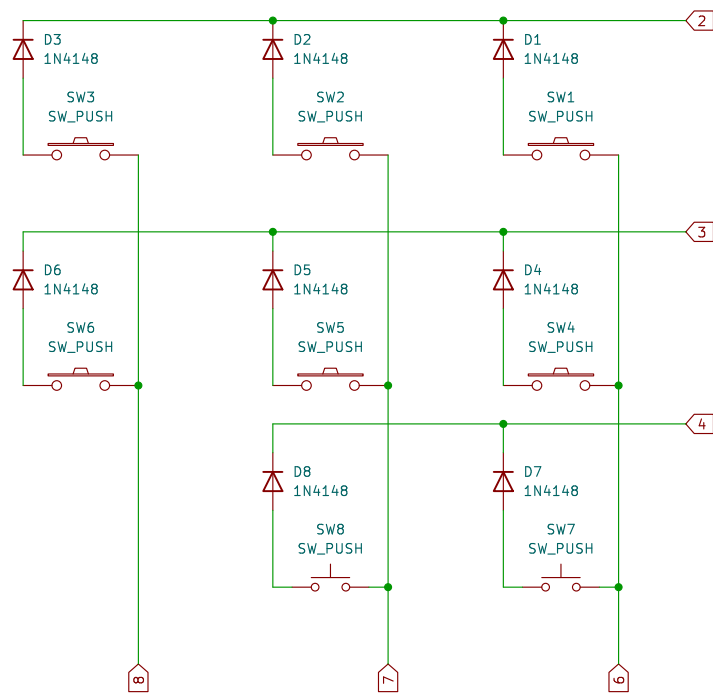 2
D3
1N4148
D2
1N4148
D1
1N4148
SW3
SW_PUSH
SW2
SW_PUSH
SW1
SW_PUSH
3
D6
1N4148
D5
1N4148
D4
1N4148
SW6
SW_PUSH
SW5
SW_PUSH
SW4
SW_PUSH
4
D8
1N4148
D7
1N4148
SW8
SW_PUSH
SW7
SW_PUSH
8
7
6